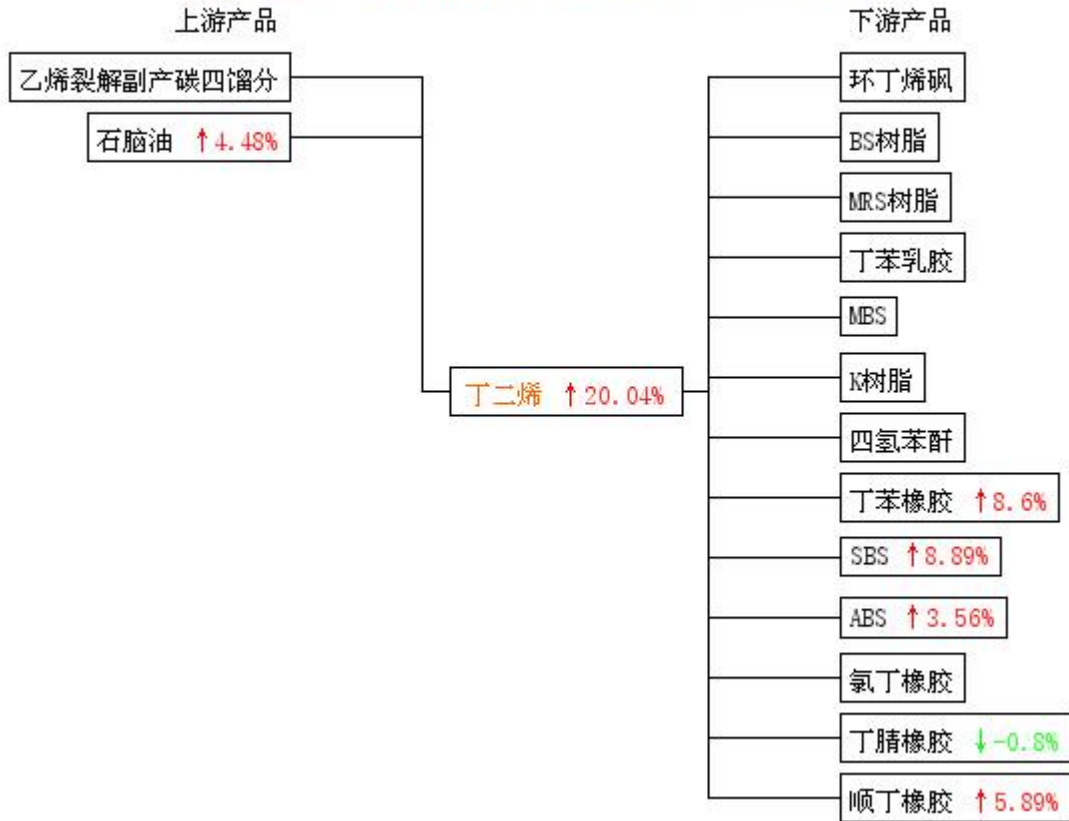 上游产品
乙烯裂解副产碳四馏分
石脑油 ↑4.48%
丁二烯 ↑20.04%
下游产品
环丁烯砜
BS树脂
MRS树脂
丁苯乳胶
MBS
K树脂
四氢苯酐
丁苯橡胶 ↑8.6%
SBS ↑8.89%
ABS ↑3.56%
氯丁橡胶
丁腈橡胶 ↓-0.8%
顺丁橡胶 ↑5.89%